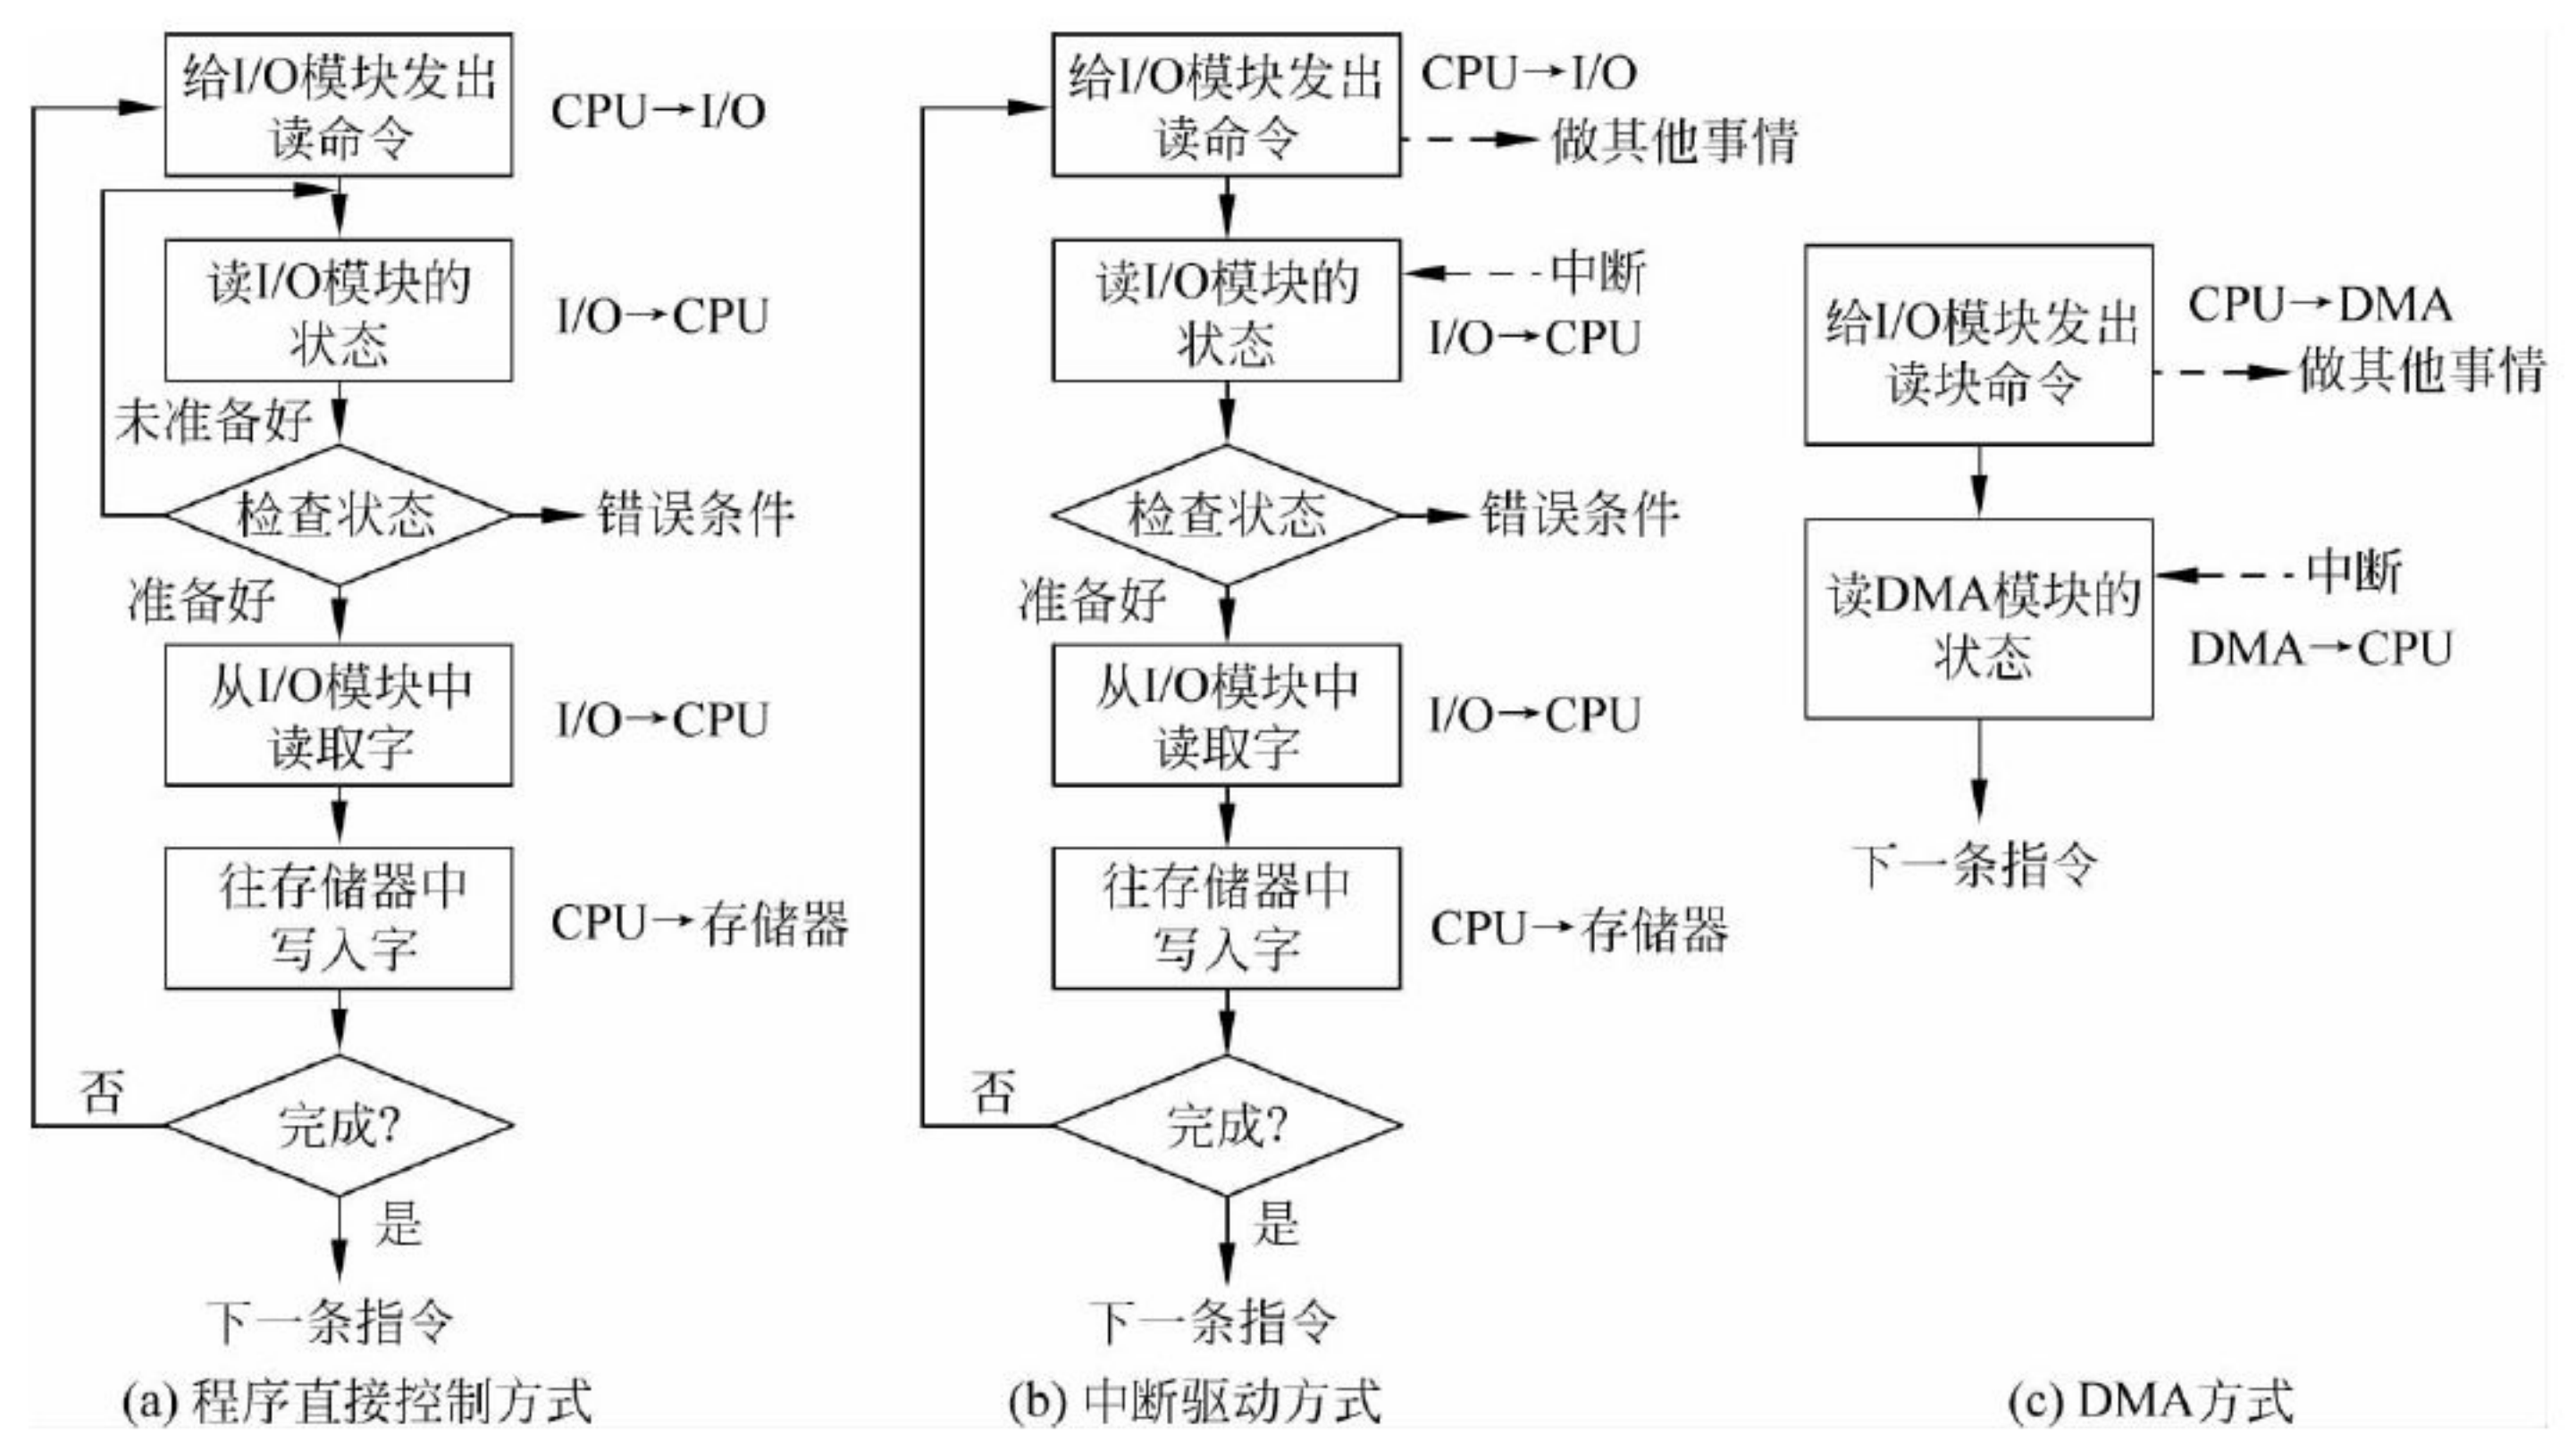 给I/O模块发出
读命令
CPU→I/O
读I/O模块的
状态
I/O→CPU
未准备好
检查状态
错误条件
准备好
从I/O模块中
读取字
I/O→CPU
往存储器中
写入字
CPU→存储器
否
完成?
是
下一条指令
(a) 程序直接控制方式
给I/O模块发出
读命令
CPU→I/O
做其他事情
读I/O模块的
状态
中断
I/O→CPU
检查状态
错误条件
准备好
从I/O模块中
读取字
I/O→CPU
往存储器中
写入字
CPU→存储器
否
完成?
是
下一条指令
(b) 中断驱动方式
给I/O模块发出
读块命令
CPU→DMA
做其他事情
读DMA模块的
状态
中断
DMA→CPU
下一条指令
(c) DMA方式